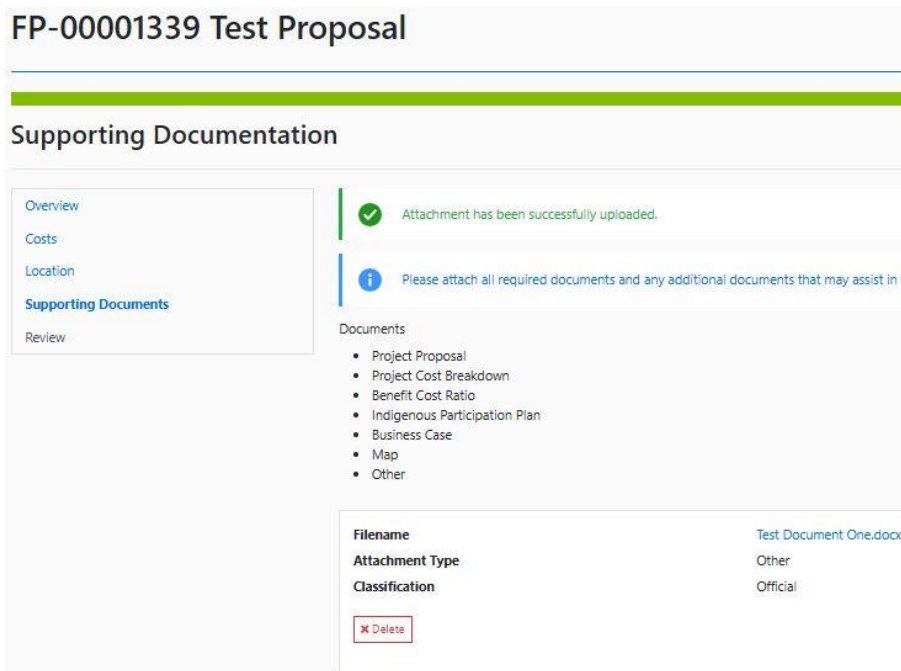 FP-00001339 Test Proposal
Supporting Documentation
Overview
Costs
Location
Supporting Documents
Review
Attachment has been successfully uploaded.
Please attach all required documents and any additional documents that may assist in
Documents
• Project Proposal
• Project Cost Breakdown
• Benefit Cost Ratio
• Indigenous Participation Plan
• Business Case
• Map
• Other
Filename Test Document One.docx
Attachment Type Other
Classification Official
✖ Delete